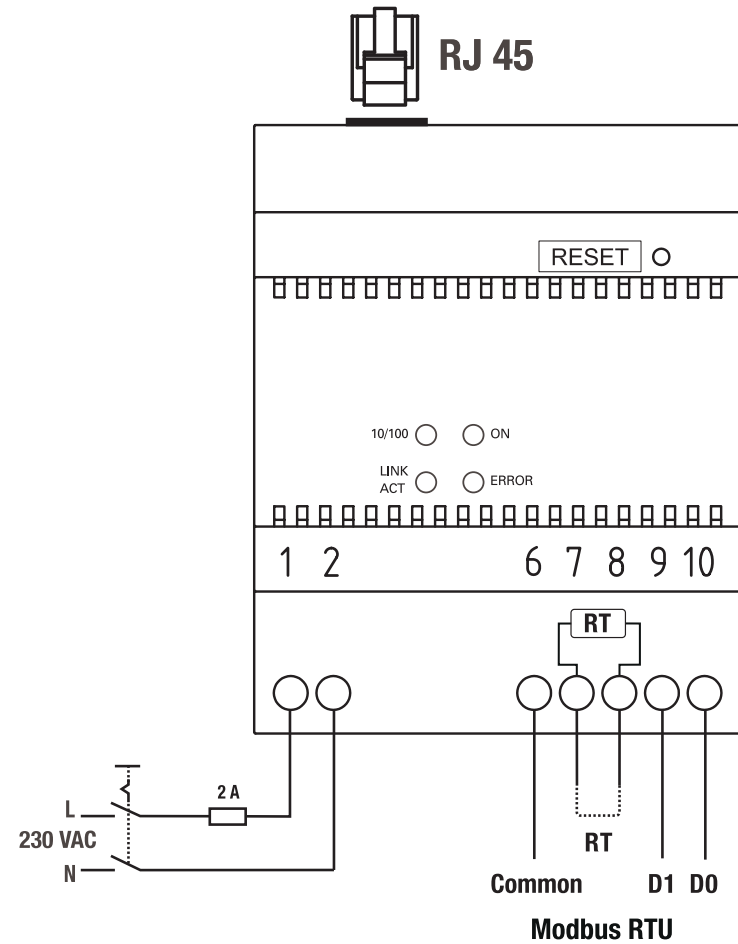 RJ 45
RESET
10/100 ON
LINK
ACT ERROR
1 2 6 7 8 9 10
RT
2 A
L
230 VAC
N
RT
Common D1 D0
Modbus RTU